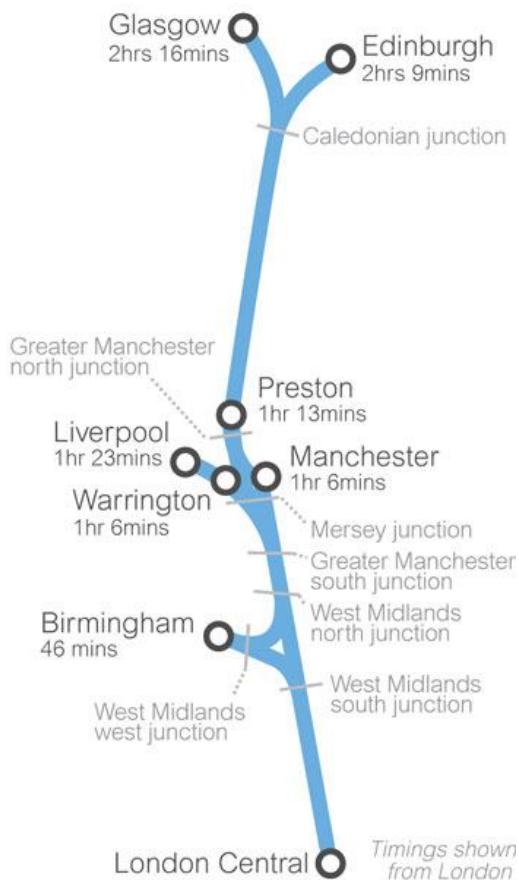 Glasgow
2hrs 16mins
Edinburgh
2hrs 9mins
Caledonian junction
Greater Manchester
north junction
Preston
1hr 13mins
Liverpool
1hr 23mins
Manchester
1hr 6mins
Warrington
1hr 6mins
Mersey junction
Greater Manchester
south junction
West Midlands
north junction
Birmingham
46 mins
West Midlands
south junction
West Midlands
west junction
London Central
Timings shown
from London